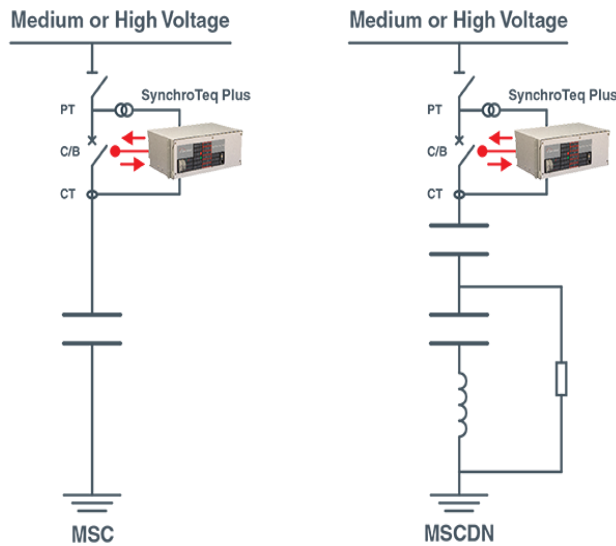 Medium or High Voltage
PT
SynchroTeq Plus
C/B
CT
MSC
Medium or High Voltage
PT
SynchroTeq Plus
C/B
CT
MSCDN